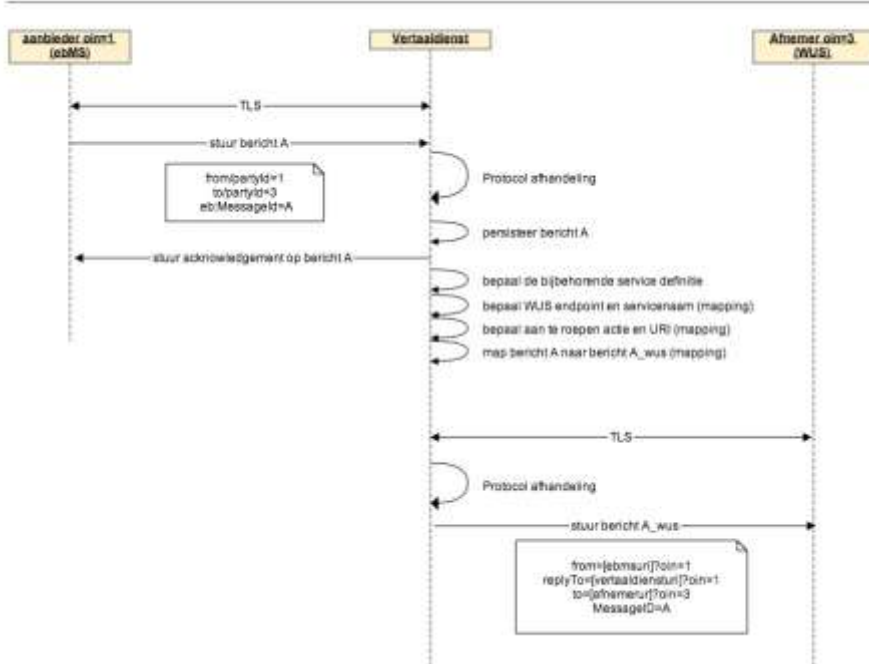 aanbieder oin=1
(ebMS)
Vertaaldienst
Afnemer oin=3
(WUS)
TLS
stuur bericht A
from/partyId=1
to/partyId=3
eb:MessageId=A
Protocol afhandeling
persisteer bericht A
stuur acknowledgement op bericht A
bepaal de bijbehorende service definitie
bepaal WUS endpoint en servicenaam (mapping)
bepaal aan te roepen actie en URI (mapping)
map bericht A naar bericht A_wus (mapping)
TLS
Protocol afhandeling
stuur bericht A_wus
from=[ebmsuri]?oin=1
replyTo=[vertaaldiensturi]?oin=1
to=[afnemeruri]?oin=3
MessageID=A